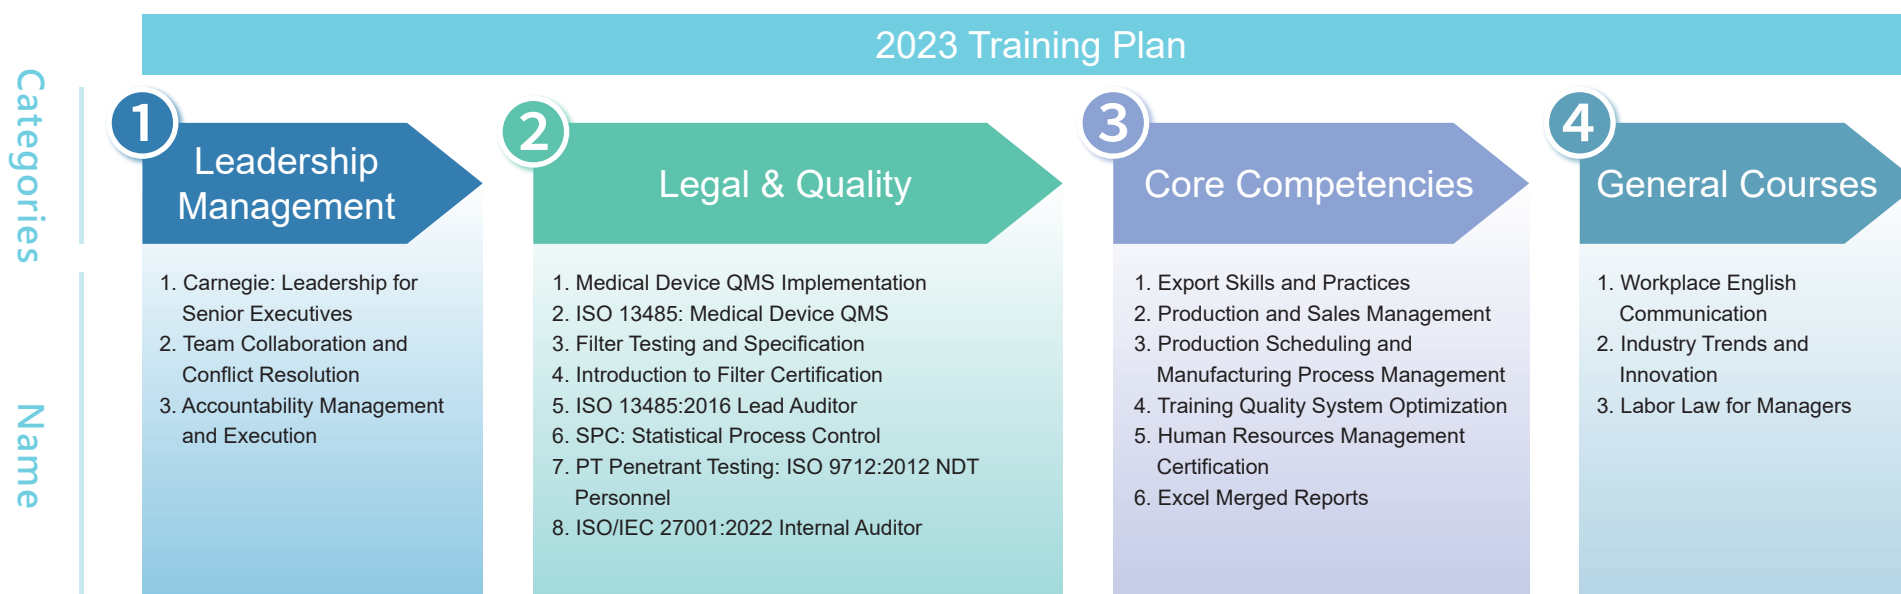 2023 Training Plan
Categories
Name
1
Leadership
Management
1. Carnegie: Leadership for
Senior Executives
2. Team Collaboration and
Conflict Resolution
3. Accountability Management
and Execution
2
Legal & Quality
1. Medical Device QMS Implementation
2. ISO 13485: Medical Device QMS
3. Filter Testing and Specification
4. Introduction to Filter Certification
5. ISO 13485:2016 Lead Auditor
6. SPC: Statistical Process Control
7. PT Penetrant Testing: ISO 9712:2012 NDT
Personnel
8. ISO/IEC 27001:2022 Internal Auditor
3
Core Competencies
1. Export Skills and Practices
2. Production and Sales Management
3. Production Scheduling and
Manufacturing Process Management
4. Training Quality System Optimization
5. Human Resources Management
Certification
6. Excel Merged Reports
4
General Courses
1. Workplace English
Communication
2. Industry Trends and
Innovation
3. Labor Law for Managers